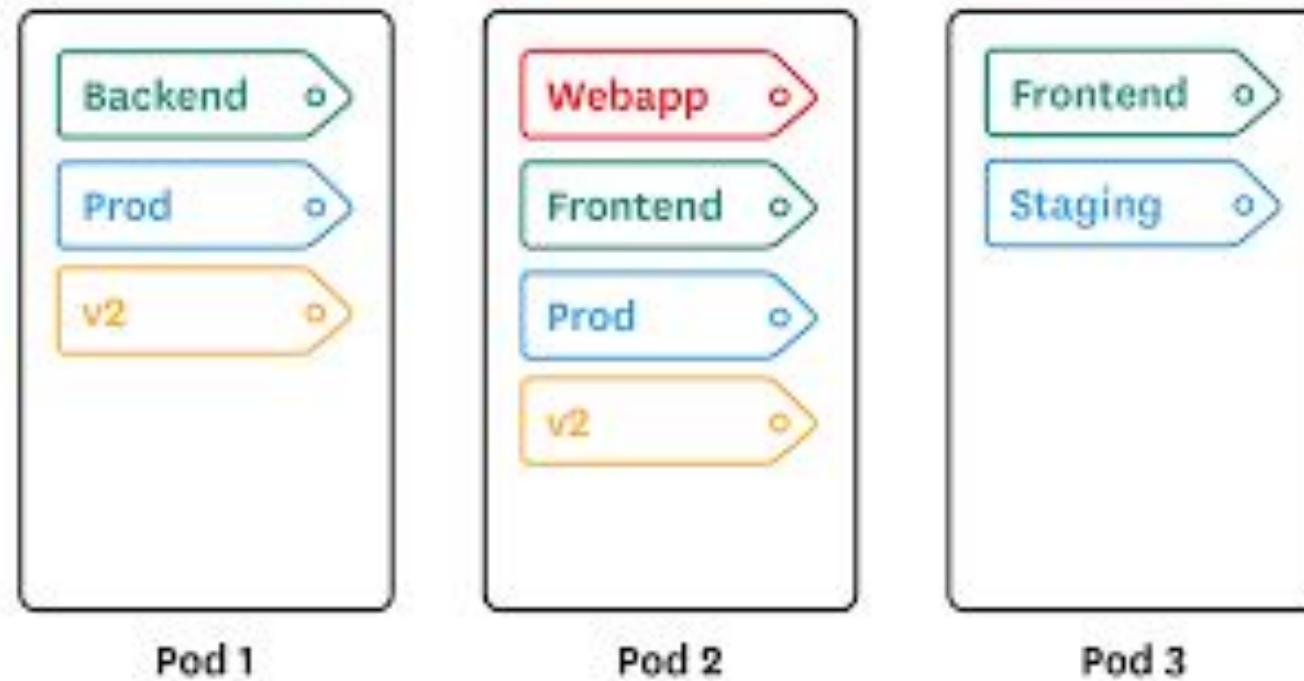 Backend
Prod
v2
Pod 1
Webapp
Frontend
Prod
v2
Pod 2
Frontend
Staging
Pod 3